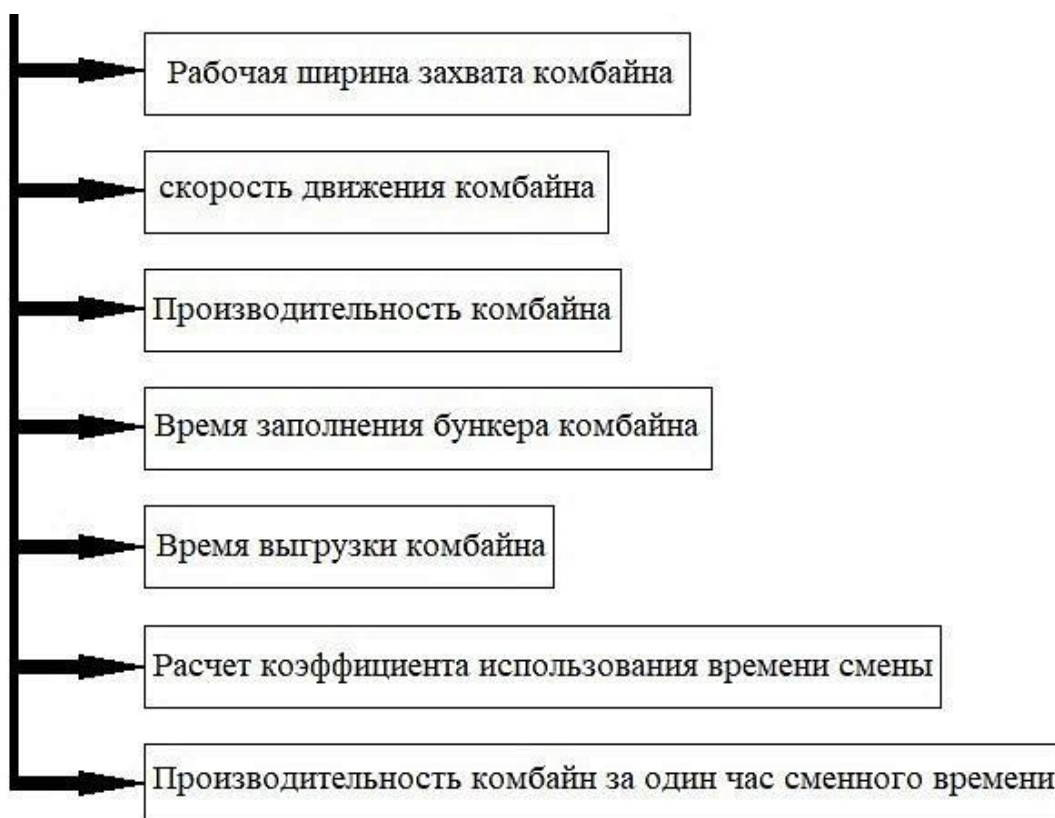 Рабочая ширина захвата комбайна
скорость движения комбайна
Производительность комбайна
Время заполнения бункера комбайна
Время выгрузки комбайна
Расчет коэффициента использования времени смены
Производительность комбайн за один час сменного времени